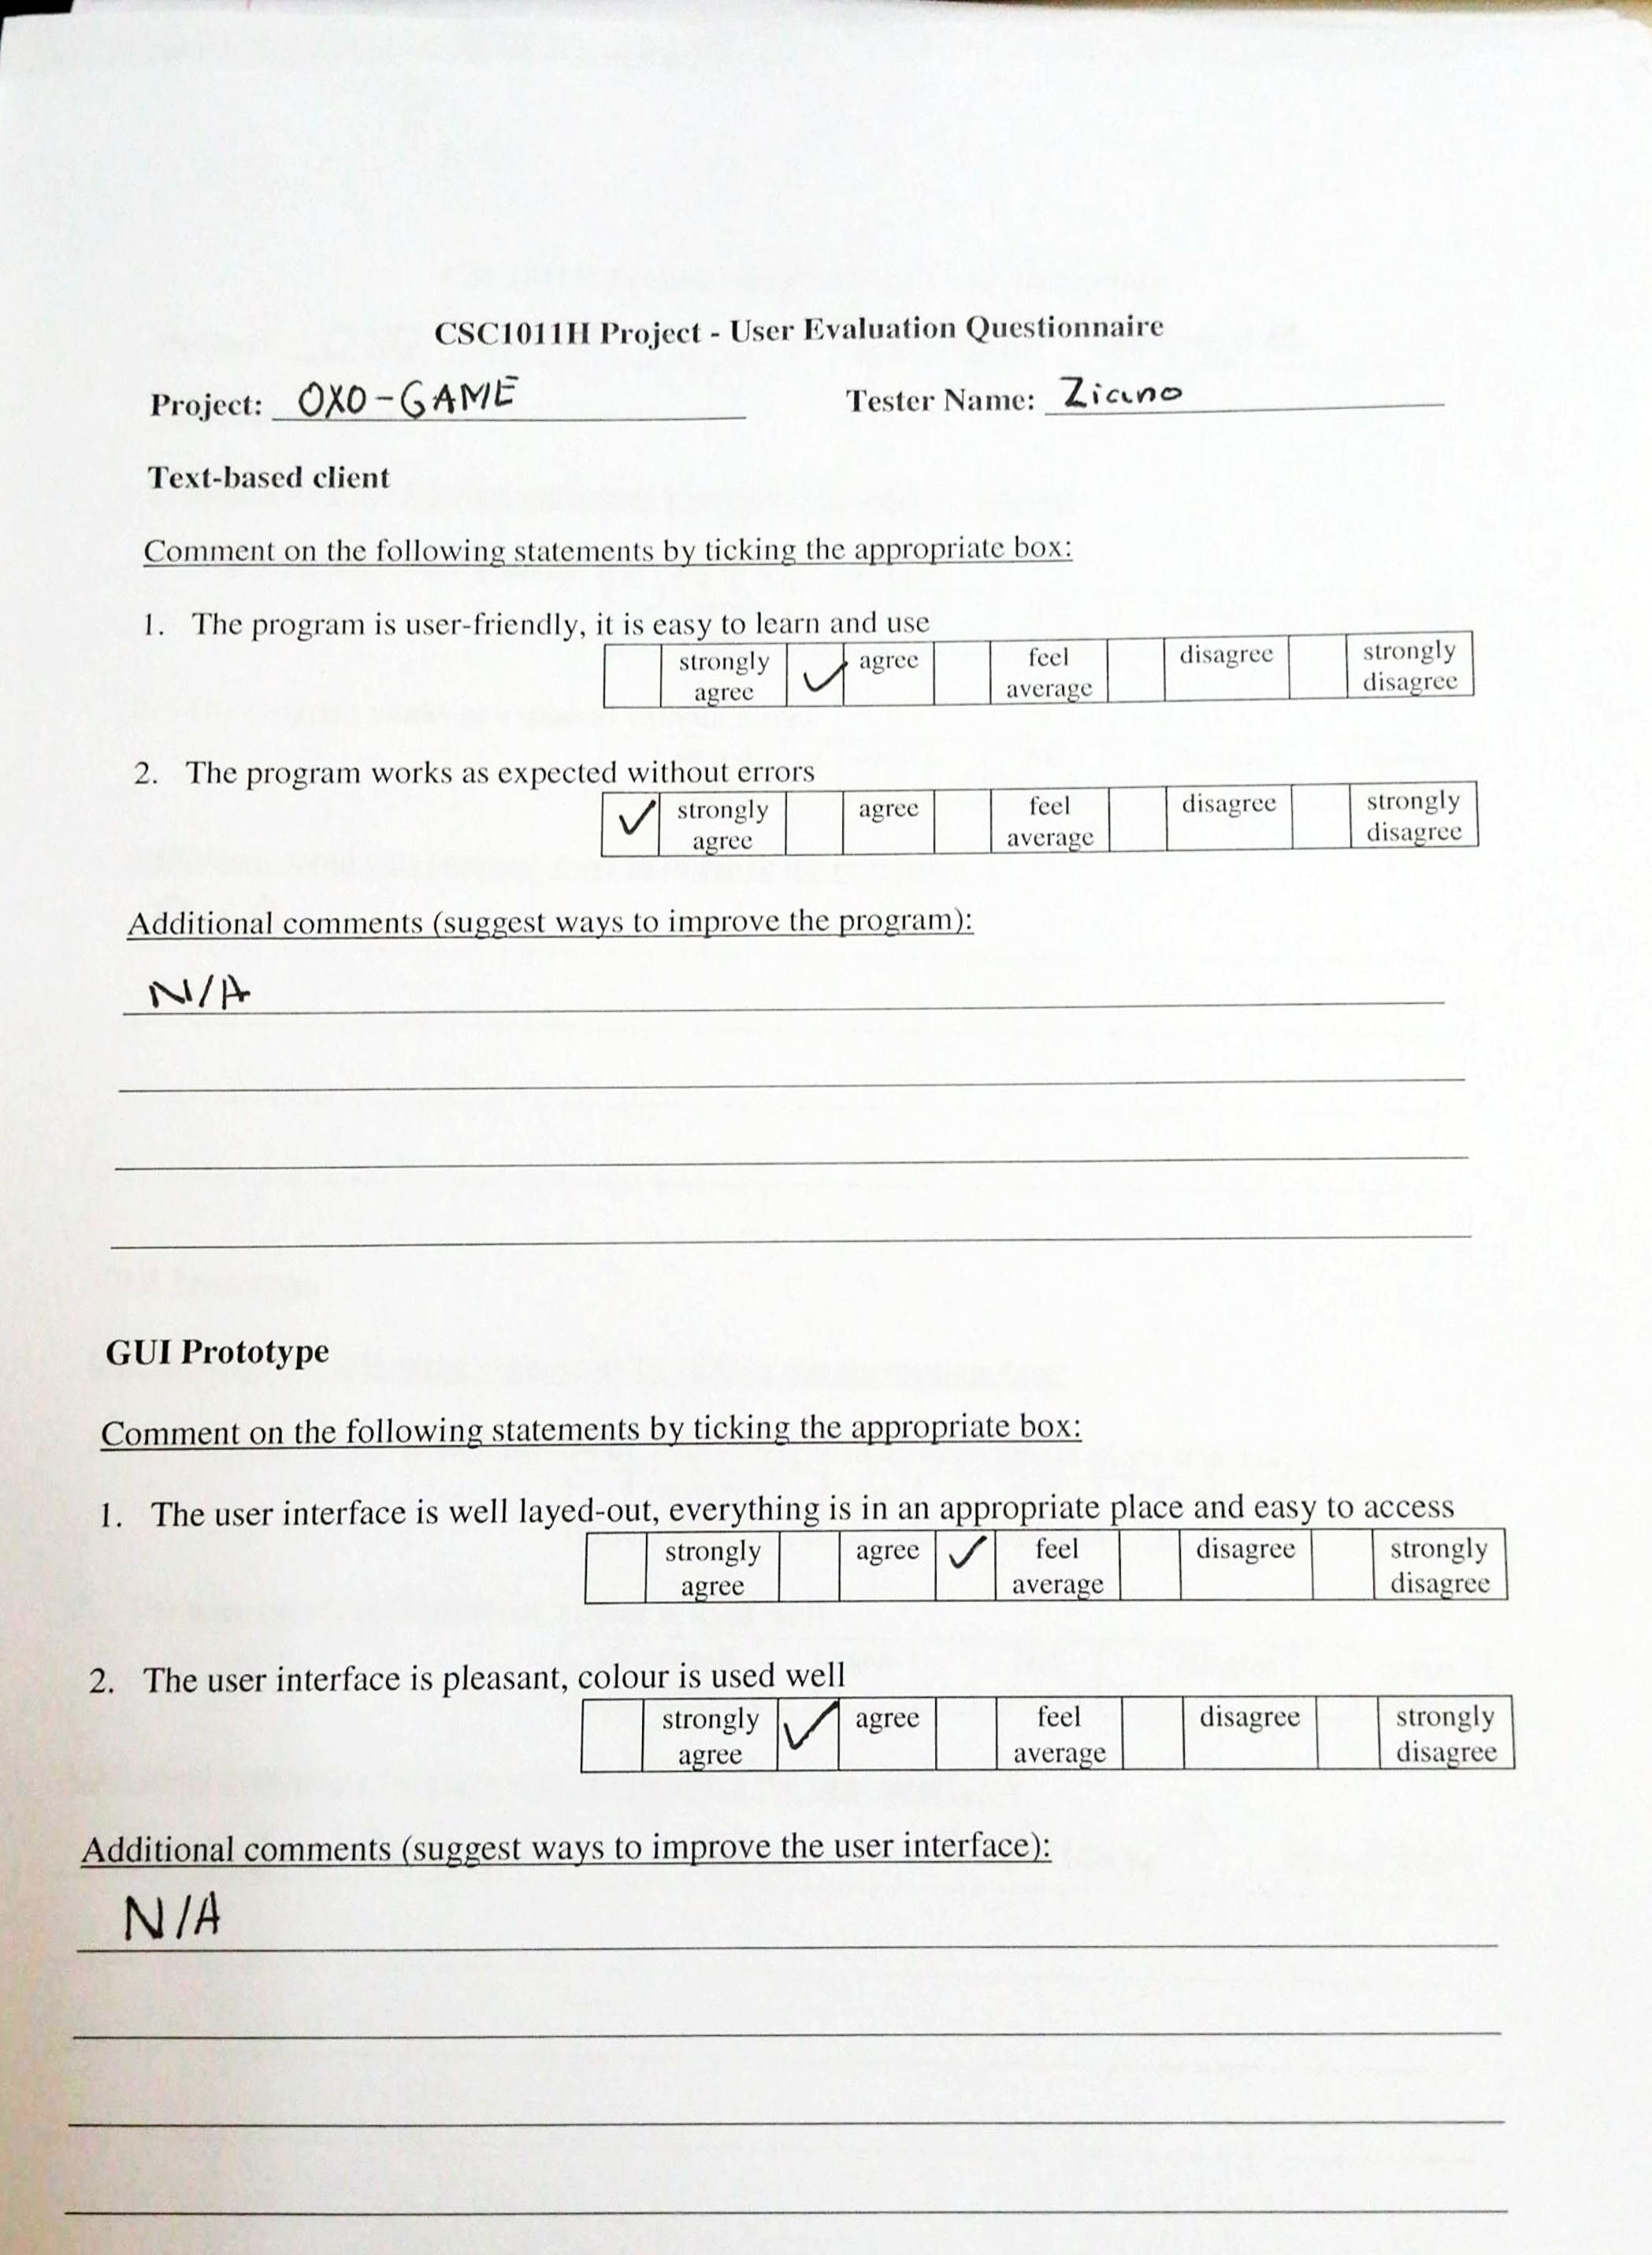 CSC1011H Project - User Evaluation Questionnaire
Project: OXO-GAME Tester Name: Ziano
Text-based client
Comment on the following statements by ticking the appropriate box:
1. The program is user-friendly, it is easy to learn and use
strongly agree ✓ agree feel average disagree strongly disagree
2. The program works as expected without errors
✓ strongly agree agree feel average disagree strongly disagree
Additional comments (suggest ways to improve the program):
N/A
GUI Prototype
Comment on the following statements by ticking the appropriate box:
1. The user interface is well layed-out, everything is in an appropriate place and easy to access
strongly agree agree ✓ feel average disagree strongly disagree
2. The user interface is pleasant, colour is used well
strongly agree ✓ agree feel average disagree strongly disagree
Additional comments (suggest ways to improve the user interface):
N/A